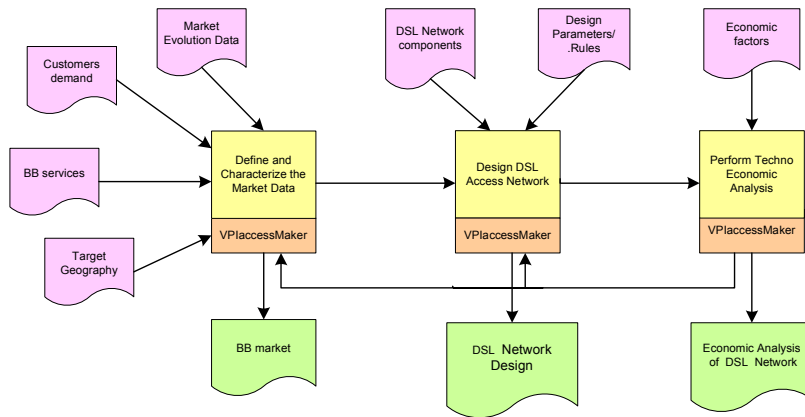 Market
Evolution Data
DSL Network
components
Design
Parameters/
.Rules
Economic
factors
Customers
demand
BB services
Target
Geography
Define and
Characterize the
Market Data
VPIaccessMaker
Design DSL
Access Network
VPIaccessMaker
Perform Techno
Economic
Analysis
VPIaccessMaker
BB market
DSL Network
Design
Economic Analysis
of DSL Network